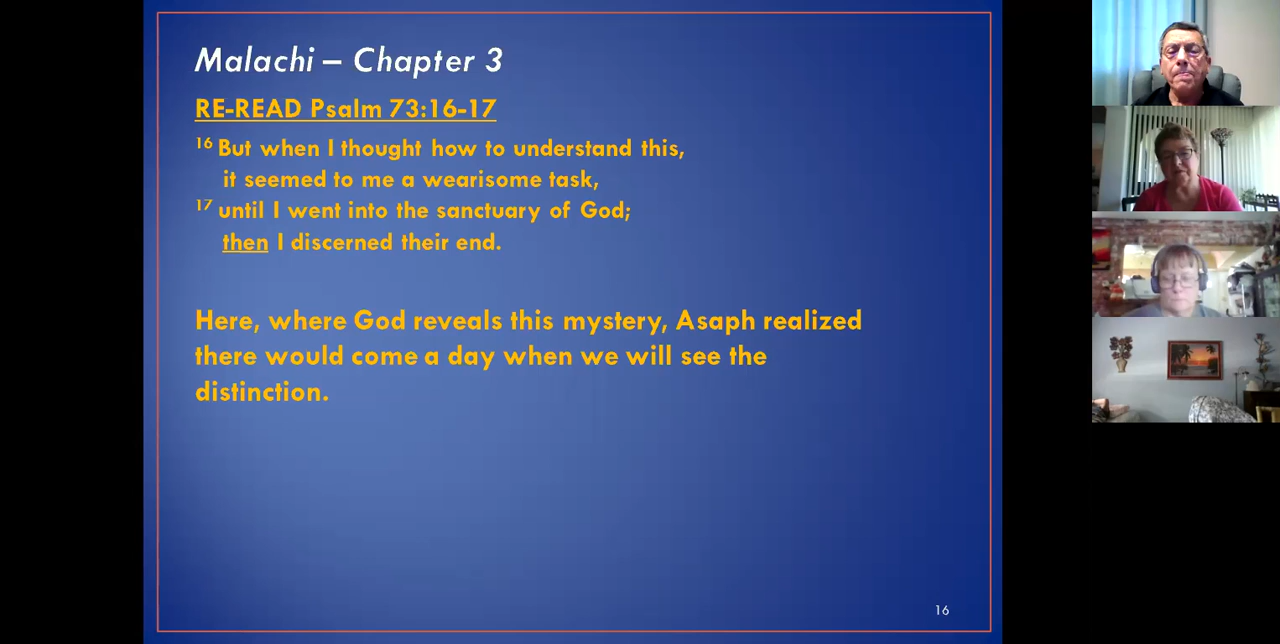 Malachi – Chapter 3
RE-READ Psalm 73:16-17
16 But when I thought how to understand this,
it seemed to me a wearisome task,
17 until I went into the sanctuary of God;
then I discerned their end.
Here, where God reveals this mystery, Asaph realized
there would come a day when we will see the
distinction.
16